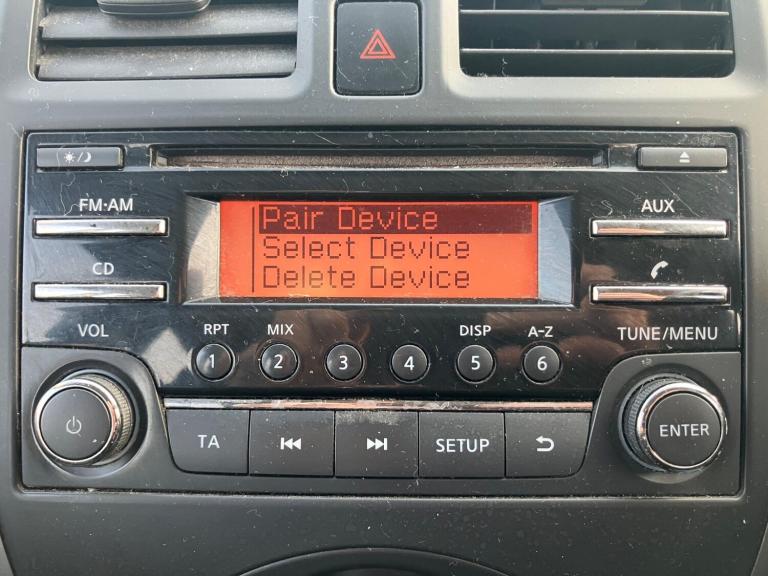 FM·AM
AUX
Pair Device
Select Device
Delete Device
CD
VOL
RPT
MIX
DISP
A-Z
TUNE/MENU
1
2
3
4
5
6
TA
SETUP
ENTER